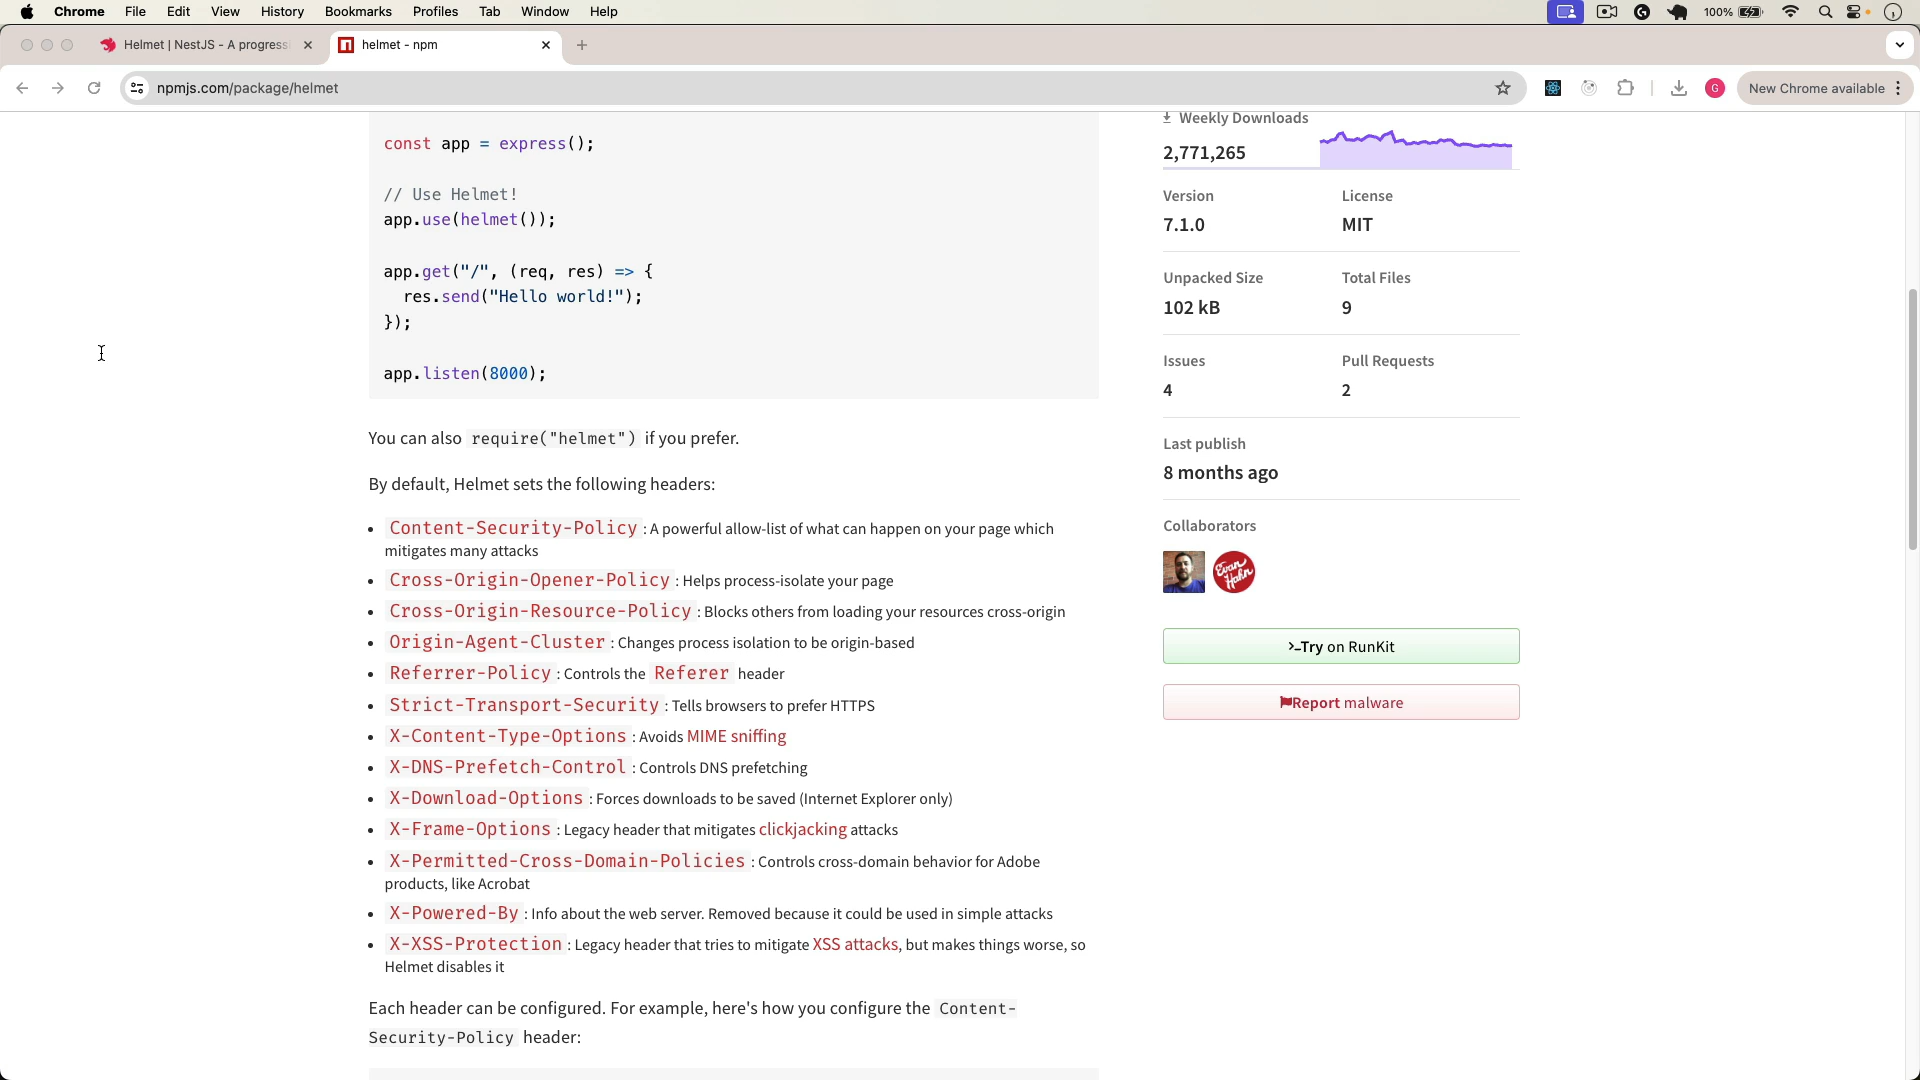 Chrome File Edit View History Bookmarks Profiles Tab Window Help 100%
Helmet | NestJS - A progress
helmet - npm
npmjs.com/package/helmet
G
New Chrome available
const app = express();
// Use Helmet!
app.use(helmet());
app.get("/", (req, res) => {
res.send("Hello world!");
});
app.listen(8000);
You can also require("helmet") if you prefer.
By default, Helmet sets the following headers:
• Content-Security-Policy : A powerful allow-list of what can happen on your page which
mitigates many attacks
• Cross-Origin-Opener-Policy : Helps process-isolate your page
• Cross-Origin-Resource-Policy : Blocks others from loading your resources cross-origin
• Origin-Agent-Cluster : Changes process isolation to be origin-based
• Referrer-Policy : Controls the Referer header
• Strict-Transport-Security : Tells browsers to prefer HTTPS
• X-Content-Type-Options : Avoids MIME sniffing
• X-DNS-Prefetch-Control : Controls DNS prefetching
• X-Download-Options : Forces downloads to be saved (Internet Explorer only)
• X-Frame-Options : Legacy header that mitigates clickjacking attacks
• X-Permitted-Cross-Domain-Policies : Controls cross-domain behavior for Adobe
products, like Acrobat
• X-Powered-By : Info about the web server. Removed because it could be used in simple attacks
• X-XSS-Protection : Legacy header that tries to mitigate XSS attacks, but makes things worse, so
Helmet disables it
Each header can be configured. For example, here's how you configure the Content-
Security-Policy header:
Weekly Downloads
2,771,265
Version
7.1.0
License
MIT
Unpacked Size
102 kB
Total Files
9
Issues
4
Pull Requests
2
Last publish
8 months ago
Collaborators
Evan
Hahn
>_Try on RunKit
Report malware